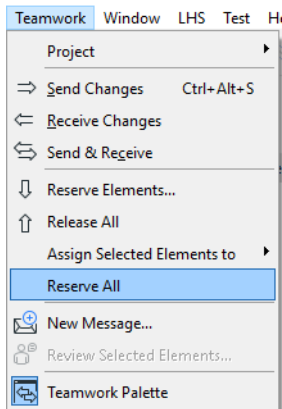 Teamwork Window LHS Test
Project
Send Changes Ctrl+Alt+S
Receive Changes
Send & Receive
Reserve Elements...
Release All
Assign Selected Elements to
Reserve All
New Message...
Review Selected Elements...
Teamwork Palette